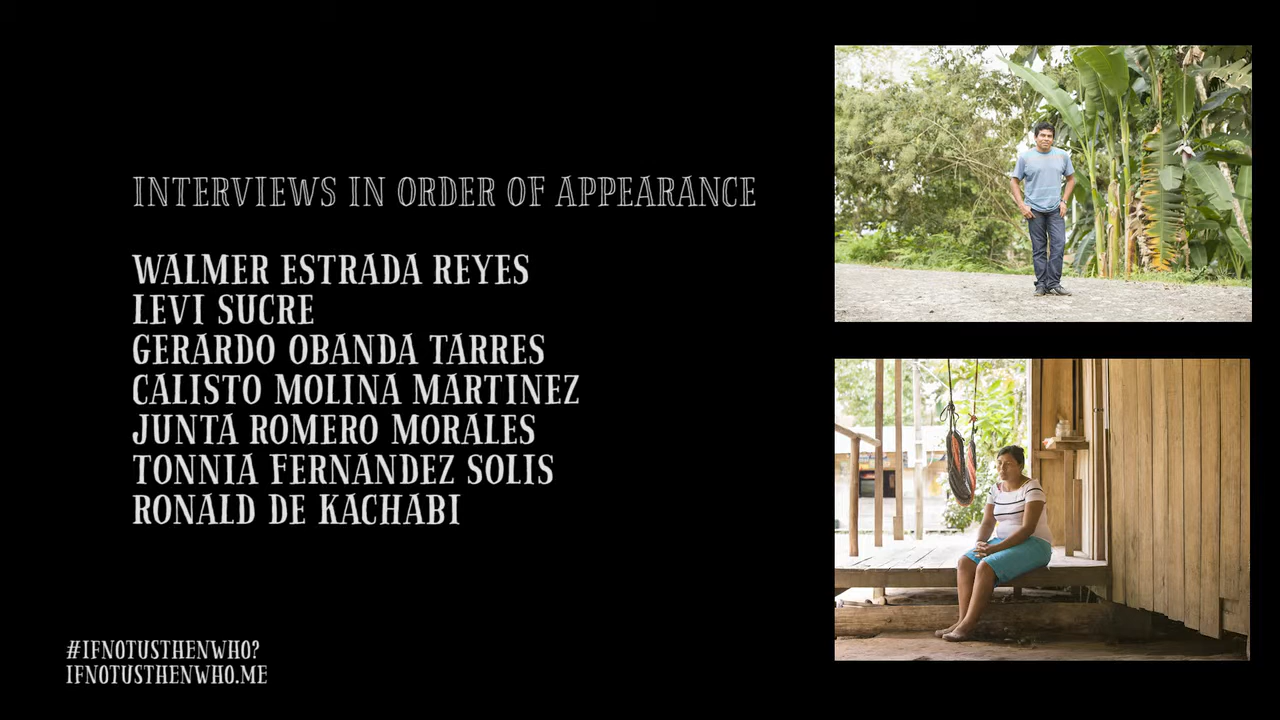 INTERVIEWS IN ORDER OF APPEARANCE
WALMER ESTRADA REYES
LEVI SUCRE
GERARDO OBANDA TARRES
CALISTO MOLINA MARTINEZ
JUNTA ROMERO MORALES
TONNIA FERNANDEZ SOLIS
RONALD DE KACHABI
#IFNOTUSTHENWHO?
IFNOTUSTHENWHO.ME